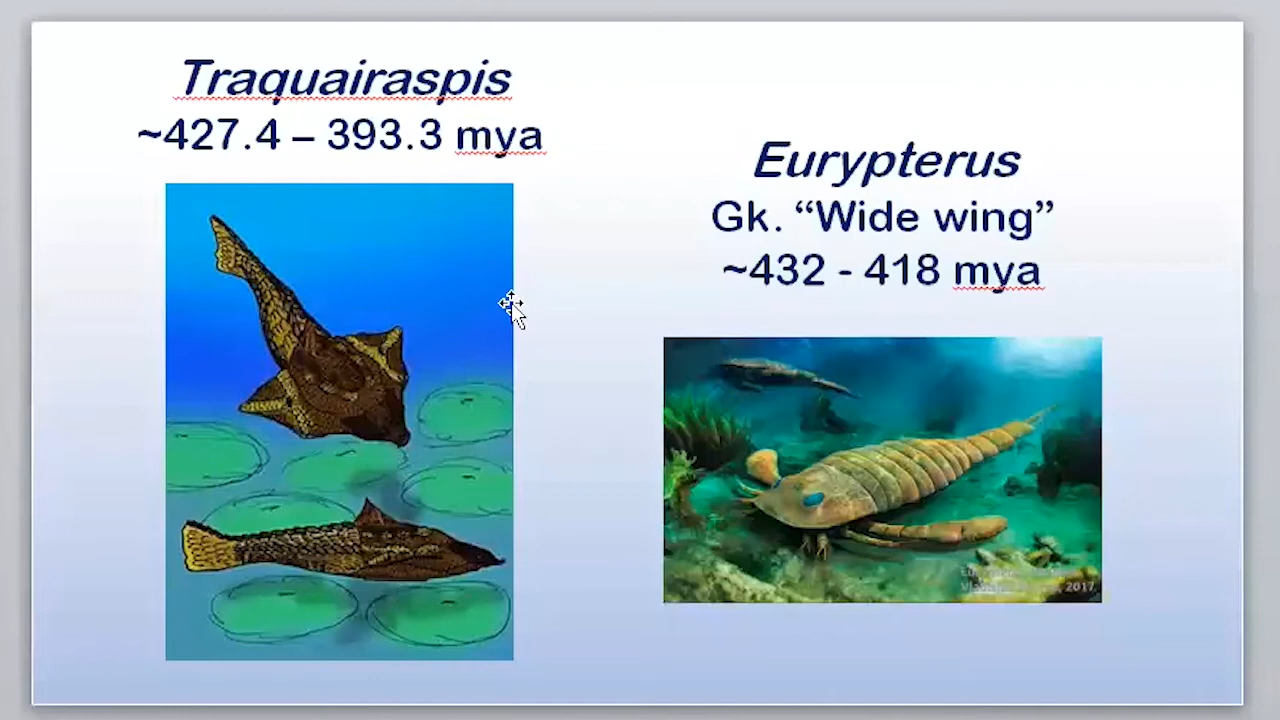 Traquairaspis
~427.4 – 393.3 mya
Eurypterus
Gk. “Wide wing”
~432 - 418 mya
2017